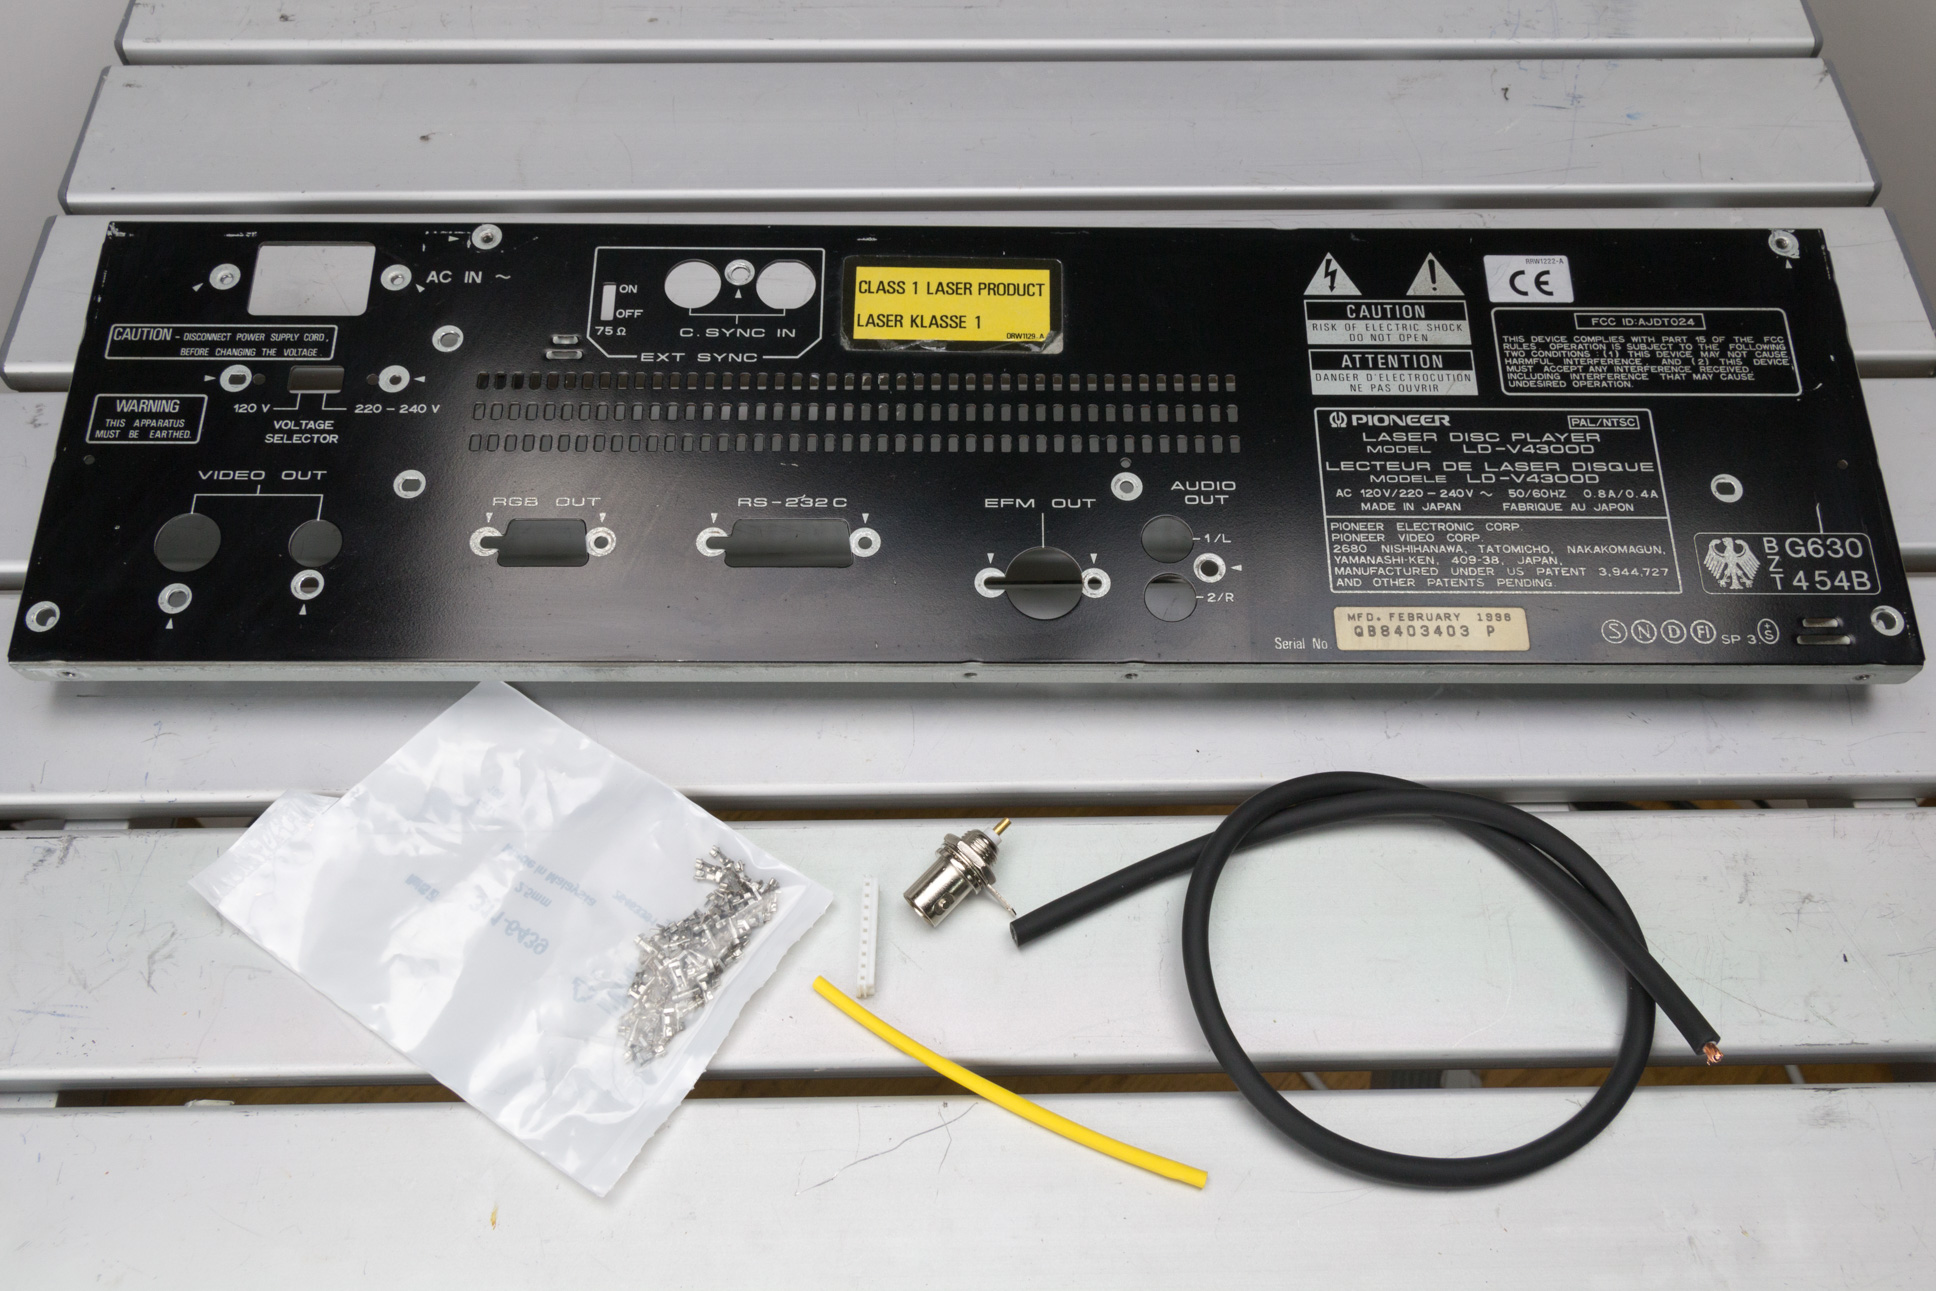 AC IN ~
CAUTION - DISCONNECT POWER SUPPLY CORD,
BEFORE CHANGING THE VOLTAGE.
120 V
220 - 240 V
VOLTAGE
SELECTOR
WARNING
THIS APPARATUS
MUST BE EARTHED.
VIDEO OUT
ON
OFF
75 Ω
C. SYNC IN
EXT SYNC
CLASS 1 LASER PRODUCT
LASER KLASSE 1
RGB OUT
RS-232C
EFM OUT
AUDIO
OUT
1/L
2/R
CAUTION
RISK OF ELECTRIC SHOCK
DO NOT OPEN
ATTENTION
DANGER D'ELECTROCUTION
NE PAS OUVRIR
RRW1222-A
CE
FCC ID:AJDT024
THIS DEVICE COMPLIES WITH PART 15 OF THE FCC
RULES. OPERATION IS SUBJECT TO THE FOLLOWING
TWO CONDITIONS : (1) THIS DEVICE MAY NOT CAUSE
HARMFUL INTERFERENCE, AND (2) THIS DEVICE
MUST ACCEPT ANY INTERFERENCE RECEIVED,
INCLUDING INTERFERENCE THAT MAY CAUSE
UNDESIRED OPERATION.
PIONEER
PAL/NTSC
LASER DISC PLAYER
MODEL LD-V4300D
LECTEUR DE LASER DISQUE
MODELE LD-V4300D
AC 120V/220-240V ~ 50/60HZ 0.8A/0.4A
MADE IN JAPAN FABRIQUE AU JAPON
PIONEER ELECTRONIC CORP.
PIONEER VIDEO CORP.
2680 NISHIHANAWA, TATOMICHO, NAKAKOMAGUN,
YAMANASHI-KEN, 409-38, JAPAN,
MANUFACTURED UNDER US PATENT 3,944,727
AND OTHER PATENTS PENDING.
BZT G630
454B
Serial No
MFD. FEBRUARY 1998
QB8403403 P
S N D FI SP 3 +S
2.5mm